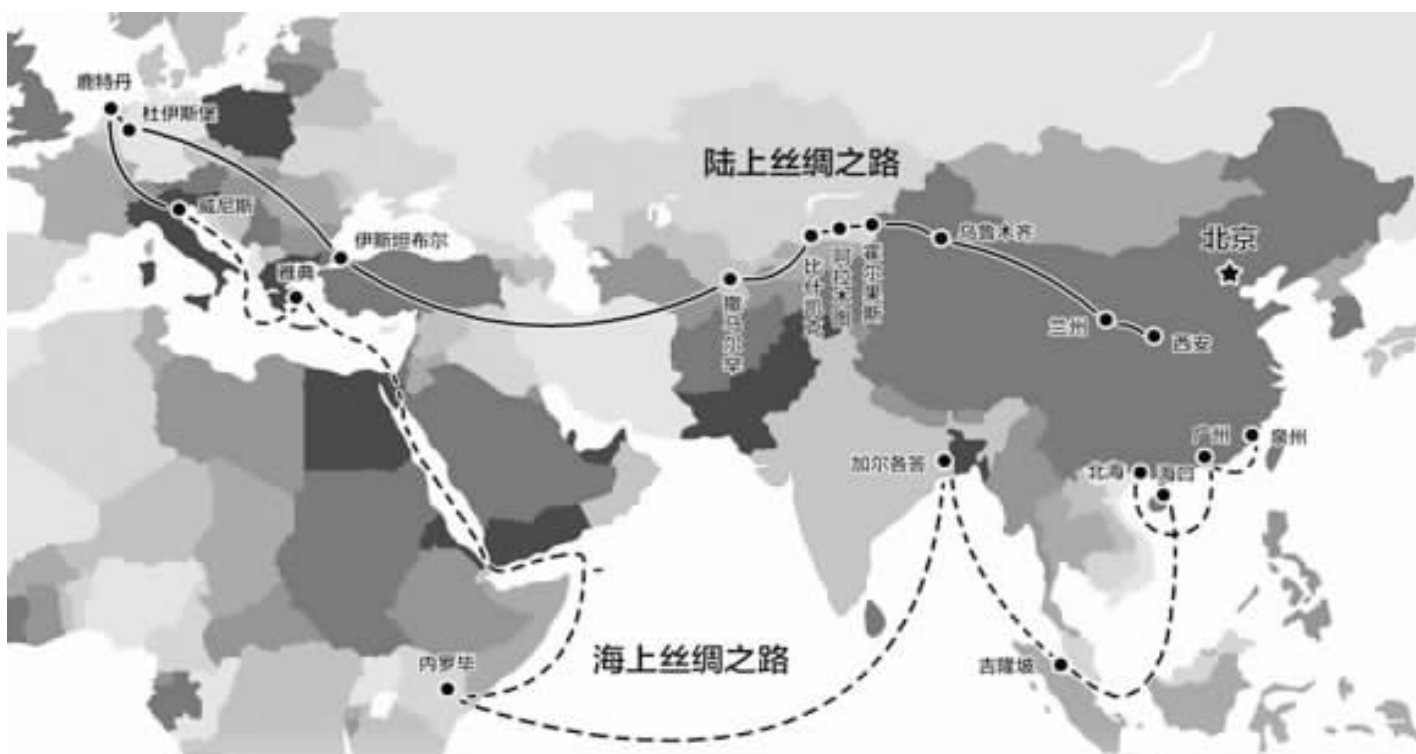 鹿特丹
杜伊斯堡
陆上丝绸之路
威尼斯
伊斯坦布尔
乌鲁木齐
北京
雅典
比什凯克
阿拉木图
霍尔果斯
撒马尔罕
兰州
西安
广州
泉州
加尔各答
北海
海口
海上丝绸之路
内罗毕
吉隆坡